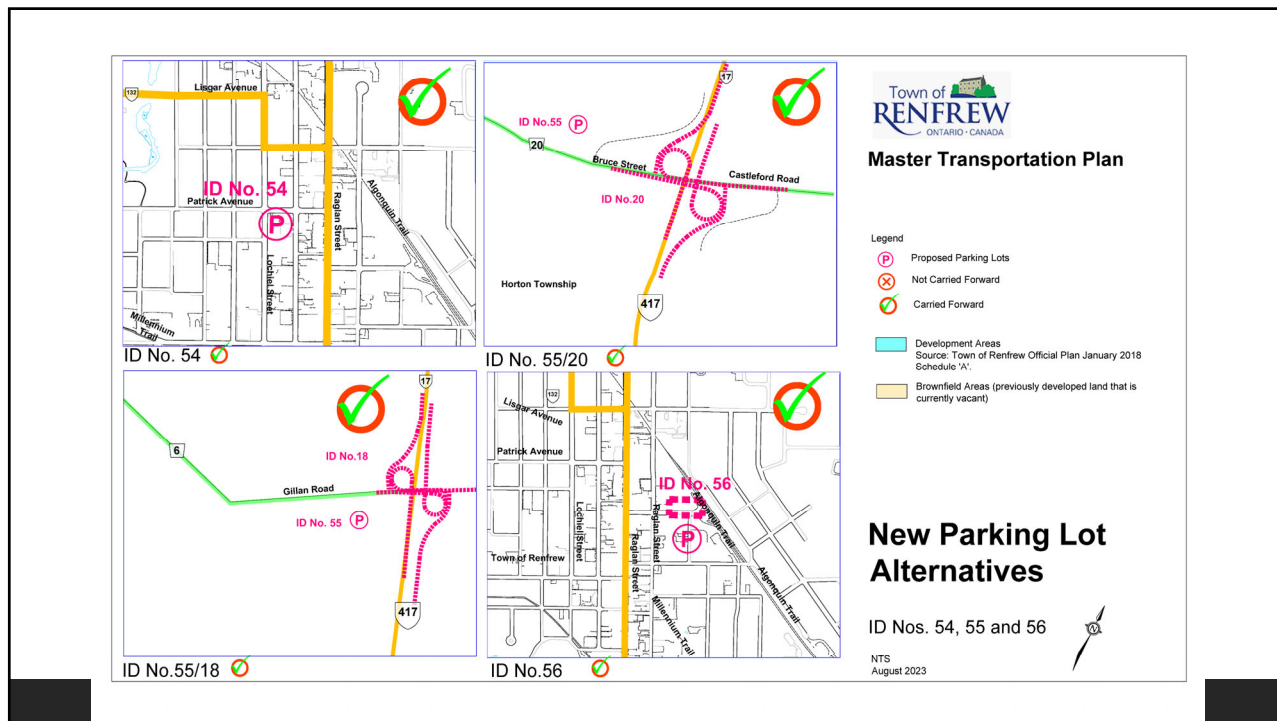 Lisgar Avenue
132
ID No. 54
Patrick Avenue
P
Raglan Street
Algonquin Trail
Lochiel Street
Millennium
Trail
ID No. 54
17
ID No.55 P
20
Bruce Street
Castleford Road
ID No.20
Horton Township
417
ID No. 55/20
17
6
ID No.18
Gillan Road
ID No. 55 P
417
ID No.55/18
132
Lisgar Avenue
Patrick Avenue
ID No. 56
Algonquin Trail
Raglan Street
Lochiel Street
P
Raglan Street
Town of Renfrew
Algonquin Trail
Millennium Trail
ID No.56
Town of
RENFREW
ONTARIO · CANADA
Master Transportation Plan
Legend
P Proposed Parking Lots
Not Carried Forward
Carried Forward
Development Areas
Source: Town of Renfrew Official Plan January 2018
Schedule 'A'.
Brownfield Areas (previously developed land that is
currently vacant)
New Parking Lot
Alternatives
ID Nos. 54, 55 and 56
N
NTS
August 2023